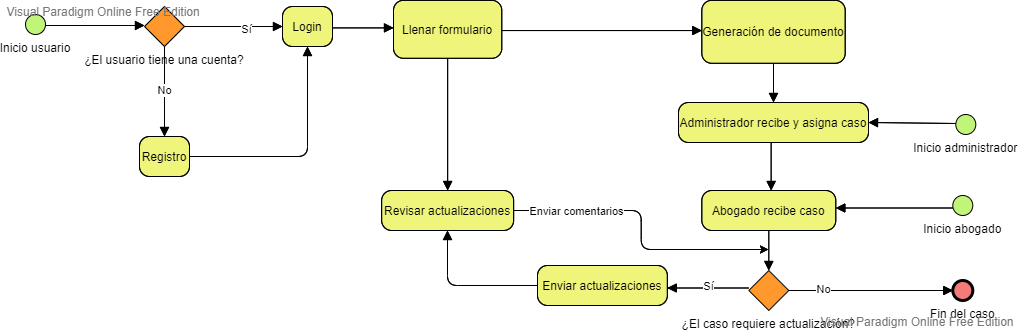 Visual Paradigm Online Free Edition
Inicio usuario
¿El usuario tiene una cuenta?
Sí
No
Login
Registro
Llenar formulario
Generación de documento
Administrador recibe y asigna caso
Inicio administrador
Revisar actualizaciones
Enviar comentarios
Abogado recibe caso
Inicio abogado
Enviar actualizaciones
Sí
¿El caso requiere actualización?
No
Fin del caso
Visual Paradigm Online Free Edition